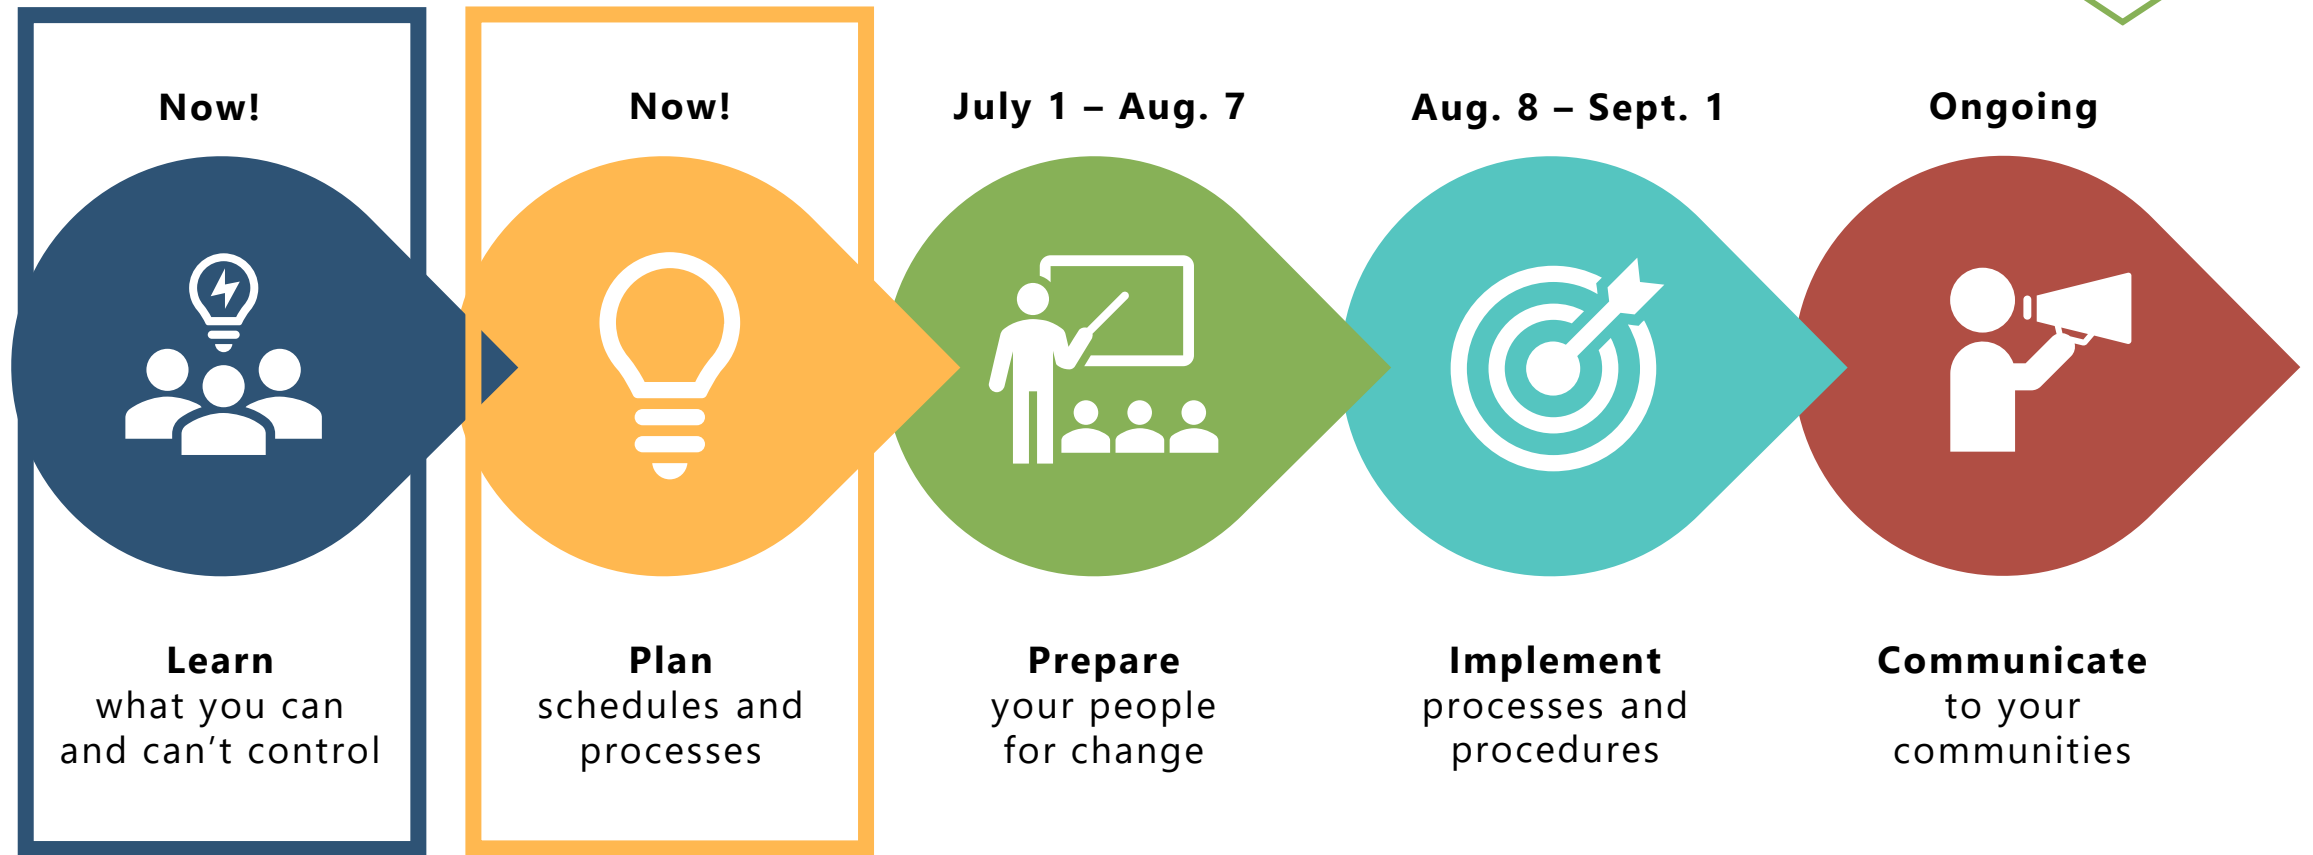 Now!
Learn
what you can
and can’t control
Now!
Plan
schedules and
processes
July 1 – Aug. 7
Prepare
your people
for change
Aug. 8 – Sept. 1
Implement
processes and
procedures
Ongoing
Communicate
to your
communities